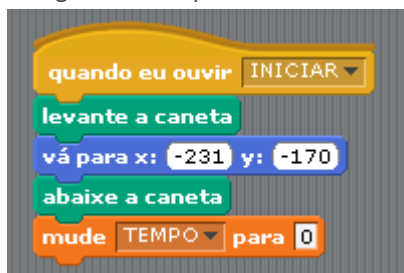 quando eu ouvir INICIAR
levante a caneta
vá para x: -231 y: -170
abaixe a caneta
mude TEMPO para 0